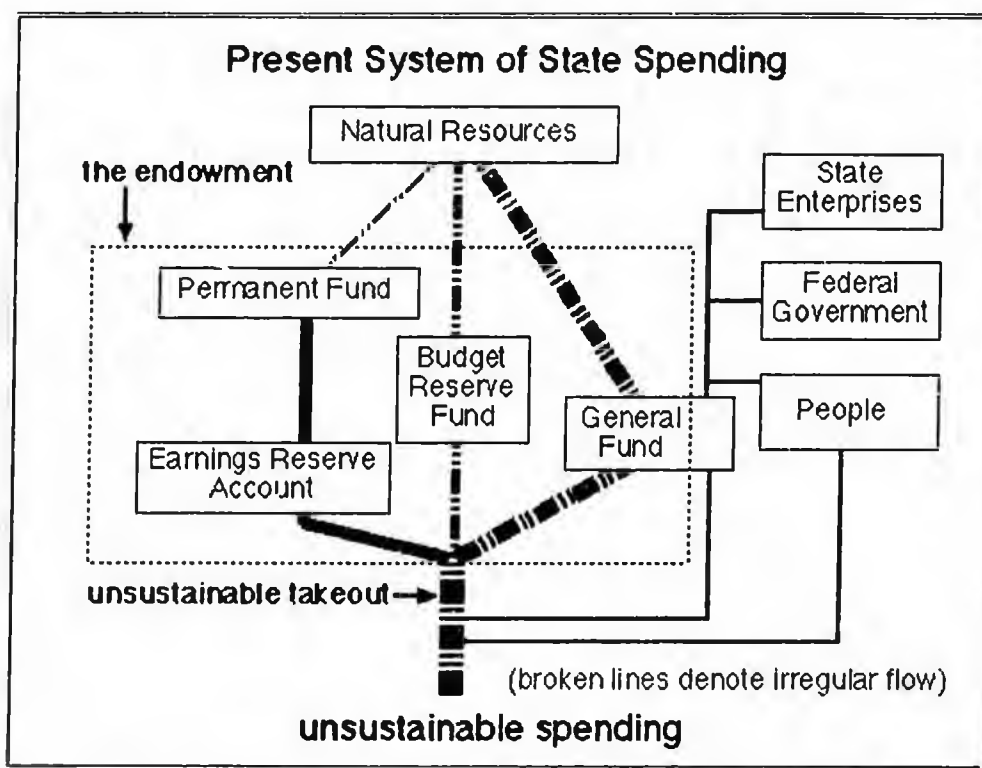 Present System of State Spending
Natural Resources
the endowment
State
Enterprises
Permanent Fund
Federal
Government
Budget
Reserve
Fund
General
Fund
People
Earnings Reserve
Account
unsustainable takeout
(broken lines denote irregular flow)
unsustainable spending